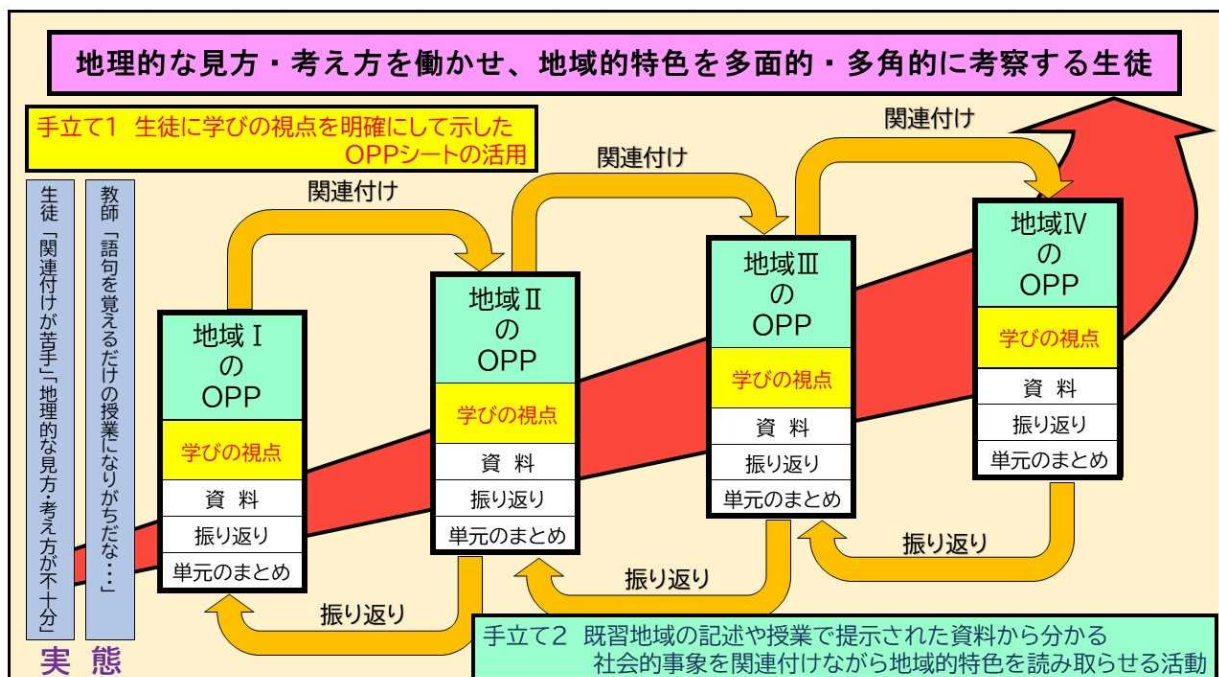 地理的な見方・考え方を働かせ、地域的特色を多面的・多角的に考察する生徒
手立て1 生徒に学びの視点を明確にして示した
OPPシートの活用
生徒「関連付けが苦手」「地理的な見方・考え方が不十分」
教師「語句を覚えるだけの授業になりがちだな・・・」
実 態
関連付け
関連付け
関連付け
地域Ⅰ
の
OPP
学びの視点
資 料
振り返り
単元のまとめ
地域Ⅱ
の
OPP
学びの視点
資 料
振り返り
単元のまとめ
地域Ⅲ
の
OPP
学びの視点
資 料
振り返り
単元のまとめ
地域Ⅳ
の
OPP
学びの視点
資 料
振り返り
単元のまとめ
振り返り
振り返り
振り返り
手立て2 既習地域の記述や授業で提示された資料から分かる
社会的事象を関連付けながら地域的特色を読み取らせる活動